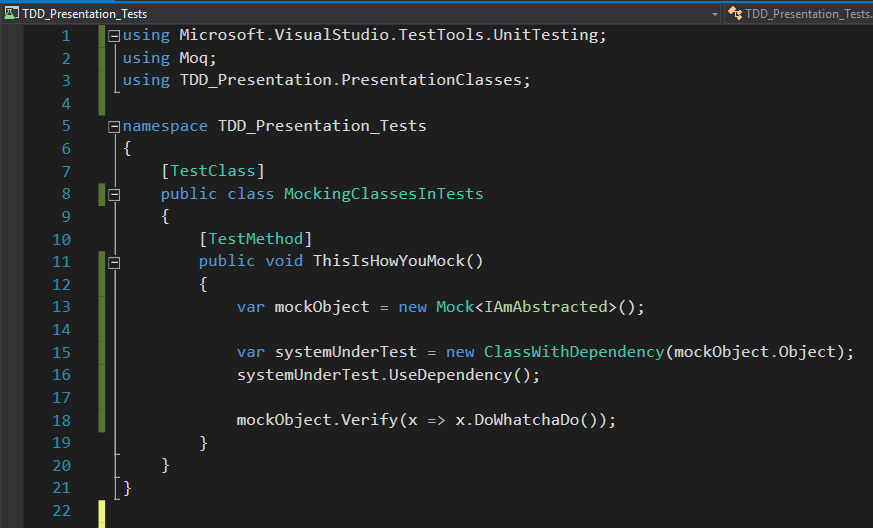 TDD_Presentation_Tests TDD_Presentation_Tests.
1 using Microsoft.VisualStudio.TestTools.UnitTesting;
2 using Moq;
3 using TDD_Presentation.PresentationClasses;
4
5 namespace TDD_Presentation_Tests
6 {
7 [TestClass]
8 public class MockingClassesInTests
9 {
10 [TestMethod]
11 public void ThisIsHowYouMock()
12 {
13 var mockObject = new Mock<IAmAbstracted>();
14
15 var systemUnderTest = new ClassWithDependency(mockObject.Object);
16 systemUnderTest.UseDependency();
17
18 mockObject.Verify(x => x.DoWhatchaDo());
19 }
20 }
21 }
22